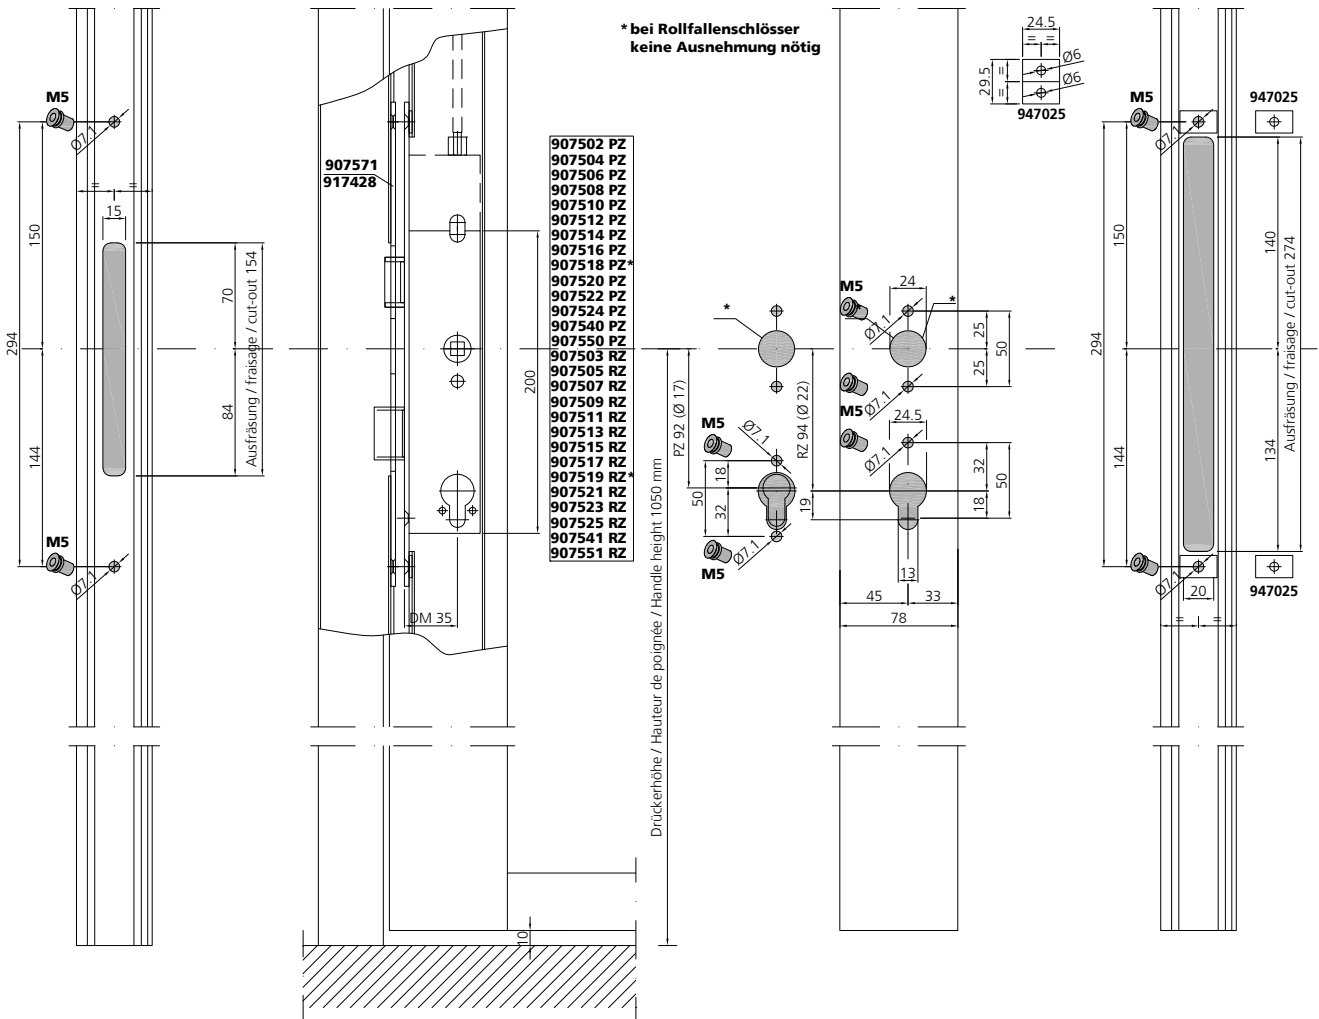 * bei Rollfallenschlösser
keine Ausnehmung nötig
M5
Ø7.1
=
=
15
150
70
Ausfräsung / fraisage / cut-out 154
294
84
144
M5
Ø7.1
907571
917428
200
DM 35
10
907502 PZ
907504 PZ
907506 PZ
907508 PZ
907510 PZ
907512 PZ
907514 PZ
907516 PZ
907518 PZ*
907520 PZ
907522 PZ
907524 PZ
907540 PZ
907550 PZ
907503 RZ
907505 RZ
907507 RZ
907509 RZ
907511 RZ
907513 RZ
907515 RZ
907517 RZ
907519 RZ*
907521 RZ
907523 RZ
907525 RZ
907541 RZ
907551 RZ
Drückerhöhe / Hauteur de poignée / Handle height 1050 mm
*
PZ 92 (Ø 17)
M5
Ø7.1
18
50
32
Ø7.1
M5
RZ 94 (Ø 22)
19
M5
24
*
*
Ø7.1
25
50
25
M5
Ø7.1
24.5
M5
Ø7.1
32
50
18
13
45
33
78
24.5
=
=
Ø6
29.5
=
=
Ø6
947025
M5
947025
Ø7.1
150
140
Ausfräsung / fraisage / cut-out 274
294
144
134
M5
Ø7.1
20
947025
=
=